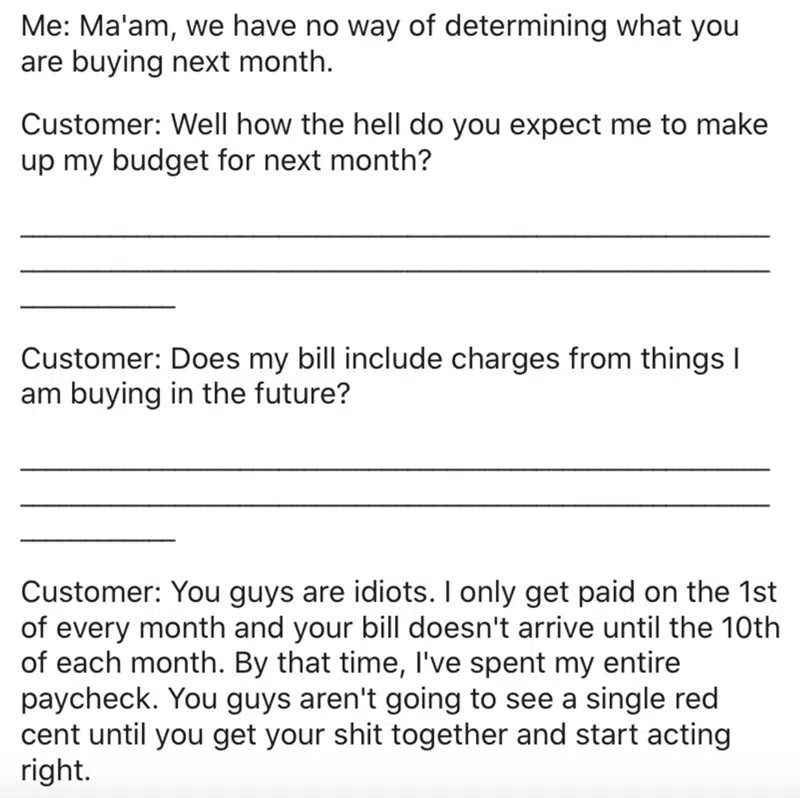 Me: Ma'am, we have no way of determining what you
are buying next month.
Customer: Well how the hell do you expect me to make
up my budget for next month?
Customer: Does my bill include charges from things I
am buying in the future?
Customer: You guys are idiots. I only get paid on the 1st
of every month and your bill doesn't arrive until the 10th
of each month. By that time, I've spent my entire
paycheck. You guys aren't going to see a single red
cent until you get your shit together and start acting
right.